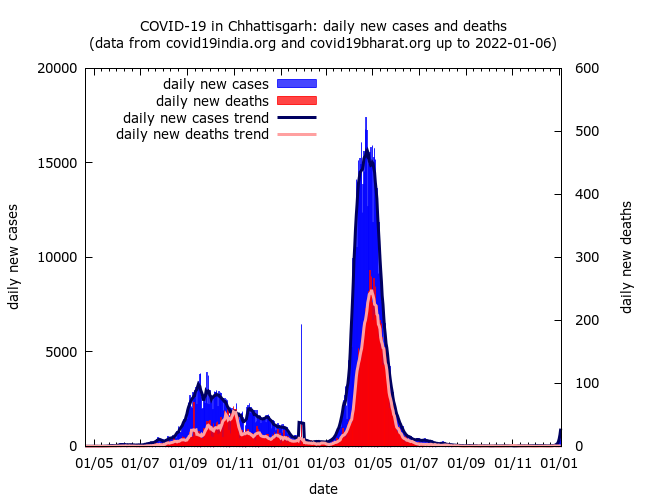 COVID-19 in Chhattisgarh: daily new cases and deaths
(data from covid19india.org and covid19bharat.org up to 2022-01-06)
daily new cases
daily new deaths
daily new cases trend
daily new deaths trend
20000
15000
10000
5000
0
600
500
400
300
200
100
0
daily new cases
daily new deaths
01/05 01/07 01/09 01/11 01/01 01/03 01/05 01/07 01/09 01/11 01/01
date